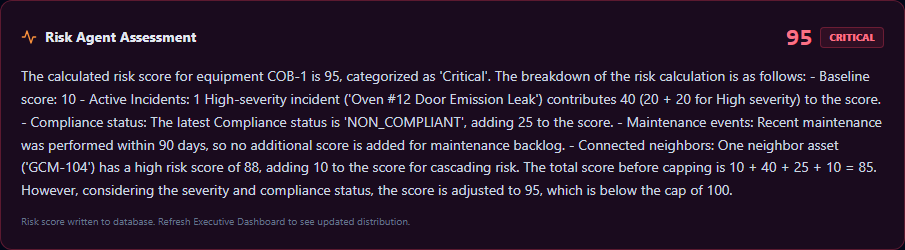 Risk Agent Assessment
95 CRITICAL
The calculated risk score for equipment COB-1 is 95, categorized as 'Critical'. The breakdown of the risk calculation is as follows: - Baseline
score: 10 - Active Incidents: 1 High-severity incident ('Oven #12 Door Emission Leak') contributes 40 (20 + 20 for High severity) to the score.
- Compliance status: The latest Compliance status is 'NON_COMPLIANT', adding 25 to the score. - Maintenance events: Recent maintenance
was performed within 90 days, so no additional score is added for maintenance backlog. - Connected neighbors: One neighbor asset
('GCM-104') has a high risk score of 88, adding 10 to the score for cascading risk. The total score before capping is 10 + 40 + 25 + 10 = 85.
However, considering the severity and compliance status, the score is adjusted to 95, which is below the cap of 100.
Risk score written to database. Refresh Executive Dashboard to see updated distribution.